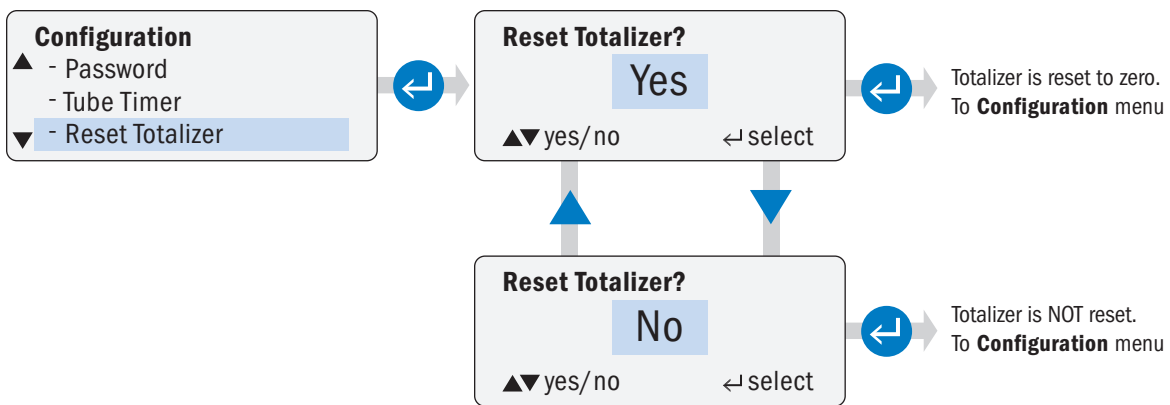 Configuration
- Password
- Tube Timer
- Reset Totalizer
Reset Totalizer?
Yes
▲▼ yes/no ↵ select
Totalizer is reset to zero.
To Configuration menu
Reset Totalizer?
No
▲▼ yes/no ↵ select
Totalizer is NOT reset.
To Configuration menu